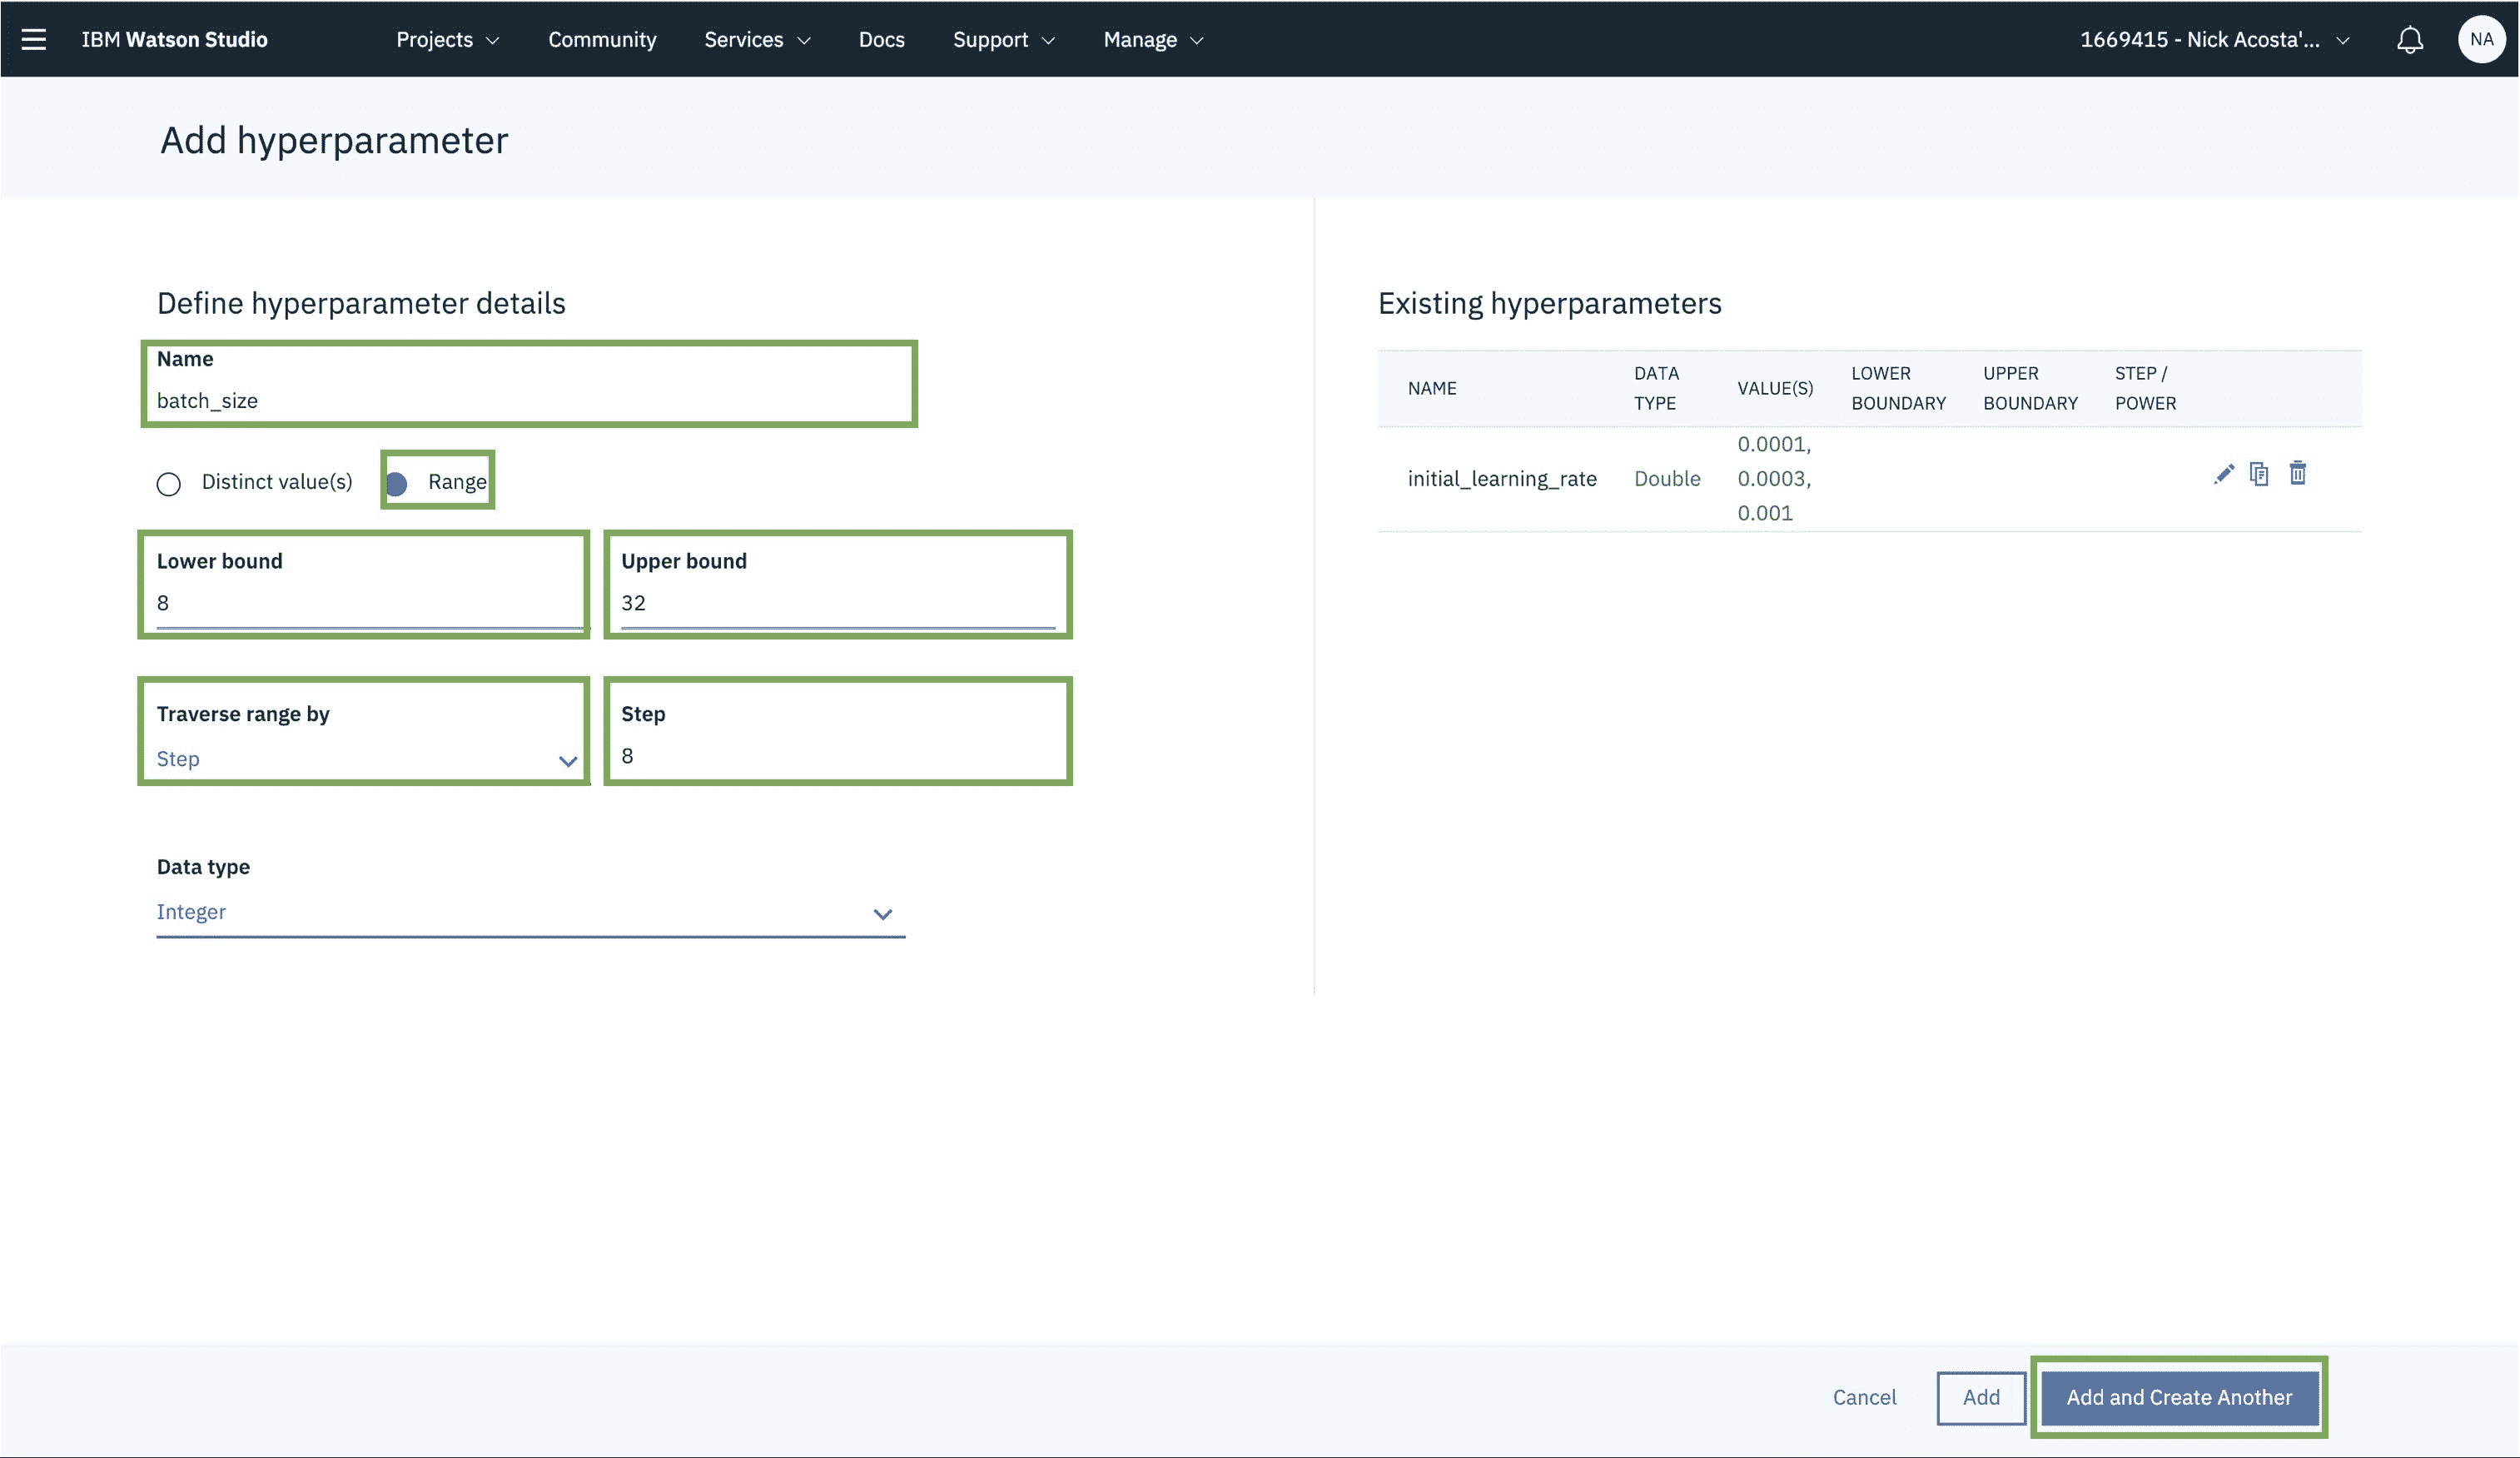 IBM Watson Studio Projects Community Services Docs Support Manage 1669415 - Nick Acosta'... NA
Add hyperparameter
Define hyperparameter details
Name
batch_size
Distinct value(s) Range
Lower bound Upper bound
8 32
Traverse range by Step
Step 8
Data type
Integer
Existing hyperparameters
NAME DATA TYPE VALUE(S) LOWER BOUNDARY UPPER BOUNDARY STEP / POWER
initial_learning_rate Double 0.0001, 0.0003, 0.001
Cancel Add Add and Create Another